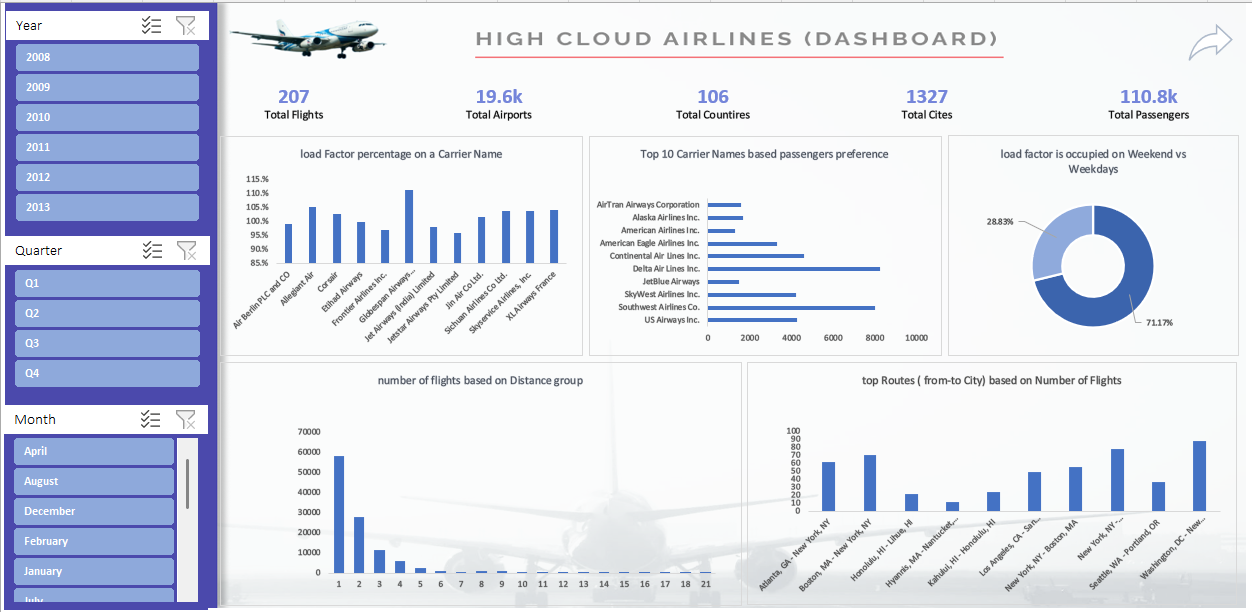 Year
2008
2009
2010
2011
2012
2013
Quarter
Q1
Q2
Q3
Q4
Month
April
August
December
February
January
July
HIGH CLOUD AIRLINES (DASHBOARD)
207
Total Flights
19.6k
Total Airports
106
Total Countires
1327
Total Cites
110.8k
Total Passengers
load Factor percentage on a Carrier Name
115.%
110.%
105.%
100.%
95.%
90.%
85.%
Air Berlin PLC and CO
Allegiant Air
Corsair
Etihad Airways
Frontier Airlines Inc.
Globespan Airways...
Jet Airways (India) Limited
Jetstar Airways Pty Limited
Jin Air Co Ltd.
Sichuan Airlines Co Ltd.
Skyservice Airlines, Inc.
XL Airways France
Top 10 Carrier Names based passengers preference
AirTran Airways Corporation
Alaska Airlines Inc.
American Airlines Inc.
American Eagle Airlines Inc.
Continental Air Lines Inc.
Delta Air Lines Inc.
JetBlue Airways
SkyWest Airlines Inc.
Southwest Airlines Co.
US Airways Inc.
0 2000 4000 6000 8000 10000
load factor is occupied on Weekend vs
Weekdays
28.83%
71.17%
number of flights based on Distance group
70000
60000
50000
40000
30000
20000
10000
0
1 2 3 4 5 6 7 8 9 10 11 12 13 14 15 16 17 18 21
top Routes ( from-to City) based on Number of Flights
100
90
80
70
60
50
40
30
20
10
0
Atlanta, GA - New York, NY
Boston, MA - New York, NY
Honolulu, HI - Lihue, HI
Hyannis, MA - Nantucket,...
Kahului, HI - Honolulu, HI
Los Angeles, CA - San...
New York, NY - Boston, MA
New York, NY -...
Seattle, WA - Portland, OR
Washington, DC - New...